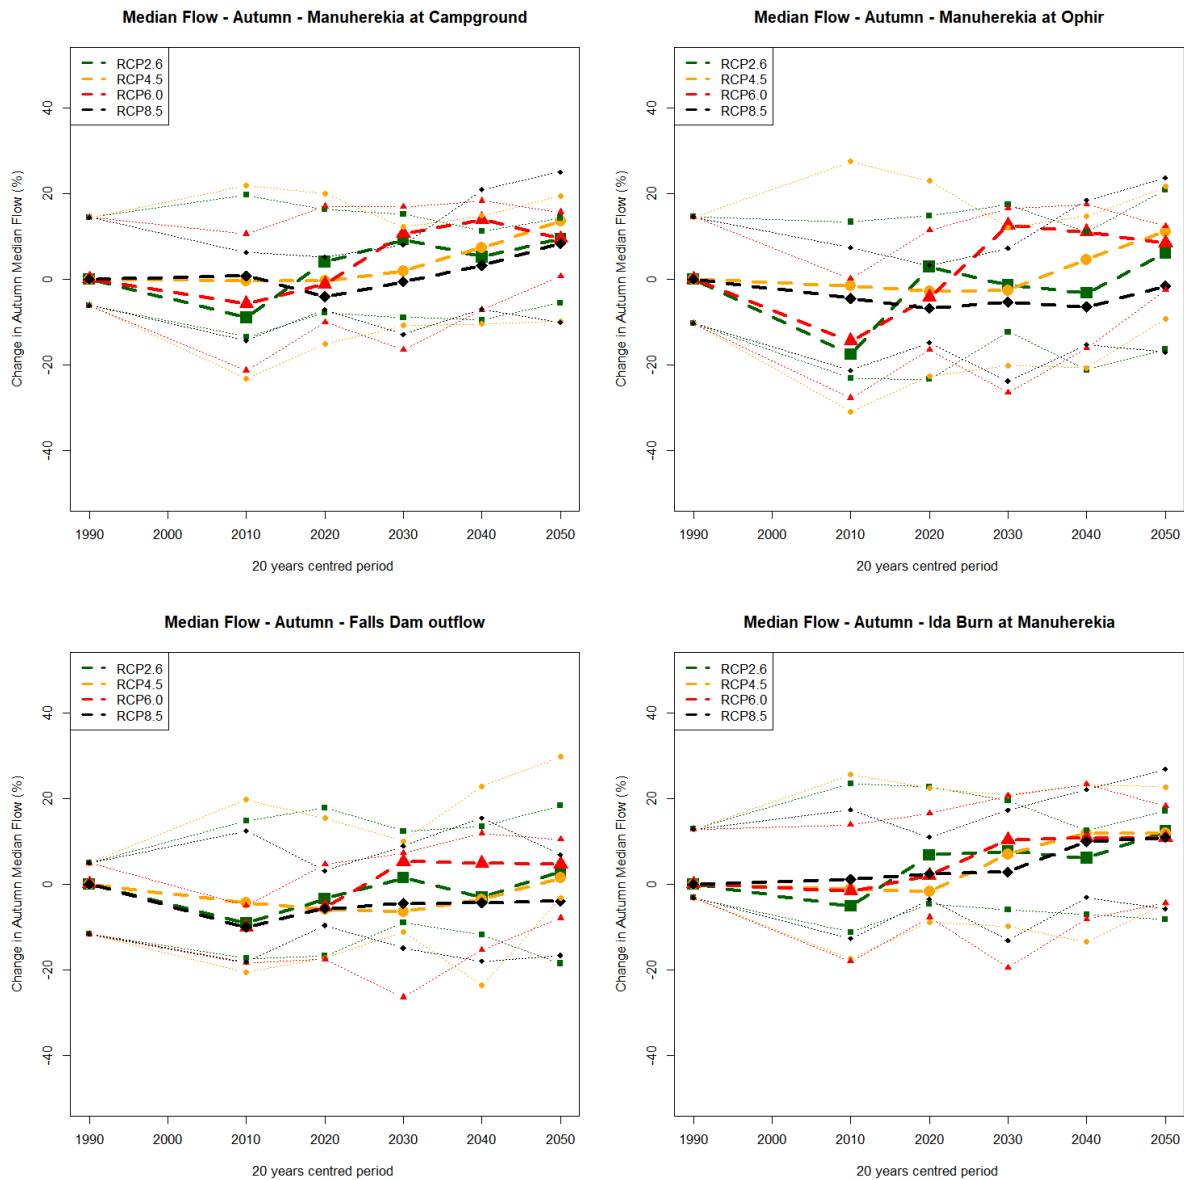 Median Flow - Autumn - Manuherekia at Campground
RCP2.6
RCP4.5
RCP6.0
RCP8.5
Change in Autumn Median Flow (%)
40
20
0
-20
-40
1990 2000 2010 2020 2030 2040 2050
20 years centred period
Median Flow - Autumn - Manuherekia at Ophir
RCP2.6
RCP4.5
RCP6.0
RCP8.5
Change in Autumn Median Flow (%)
40
20
0
-20
-40
1990 2000 2010 2020 2030 2040 2050
20 years centred period
Median Flow - Autumn - Falls Dam outflow
RCP2.6
RCP4.5
RCP6.0
RCP8.5
Change in Autumn Median Flow (%)
40
20
0
-20
-40
1990 2000 2010 2020 2030 2040 2050
20 years centred period
Median Flow - Autumn - Ida Burn at Manuherekia
RCP2.6
RCP4.5
RCP6.0
RCP8.5
Change in Autumn Median Flow (%)
40
20
0
-20
-40
1990 2000 2010 2020 2030 2040 2050
20 years centred period